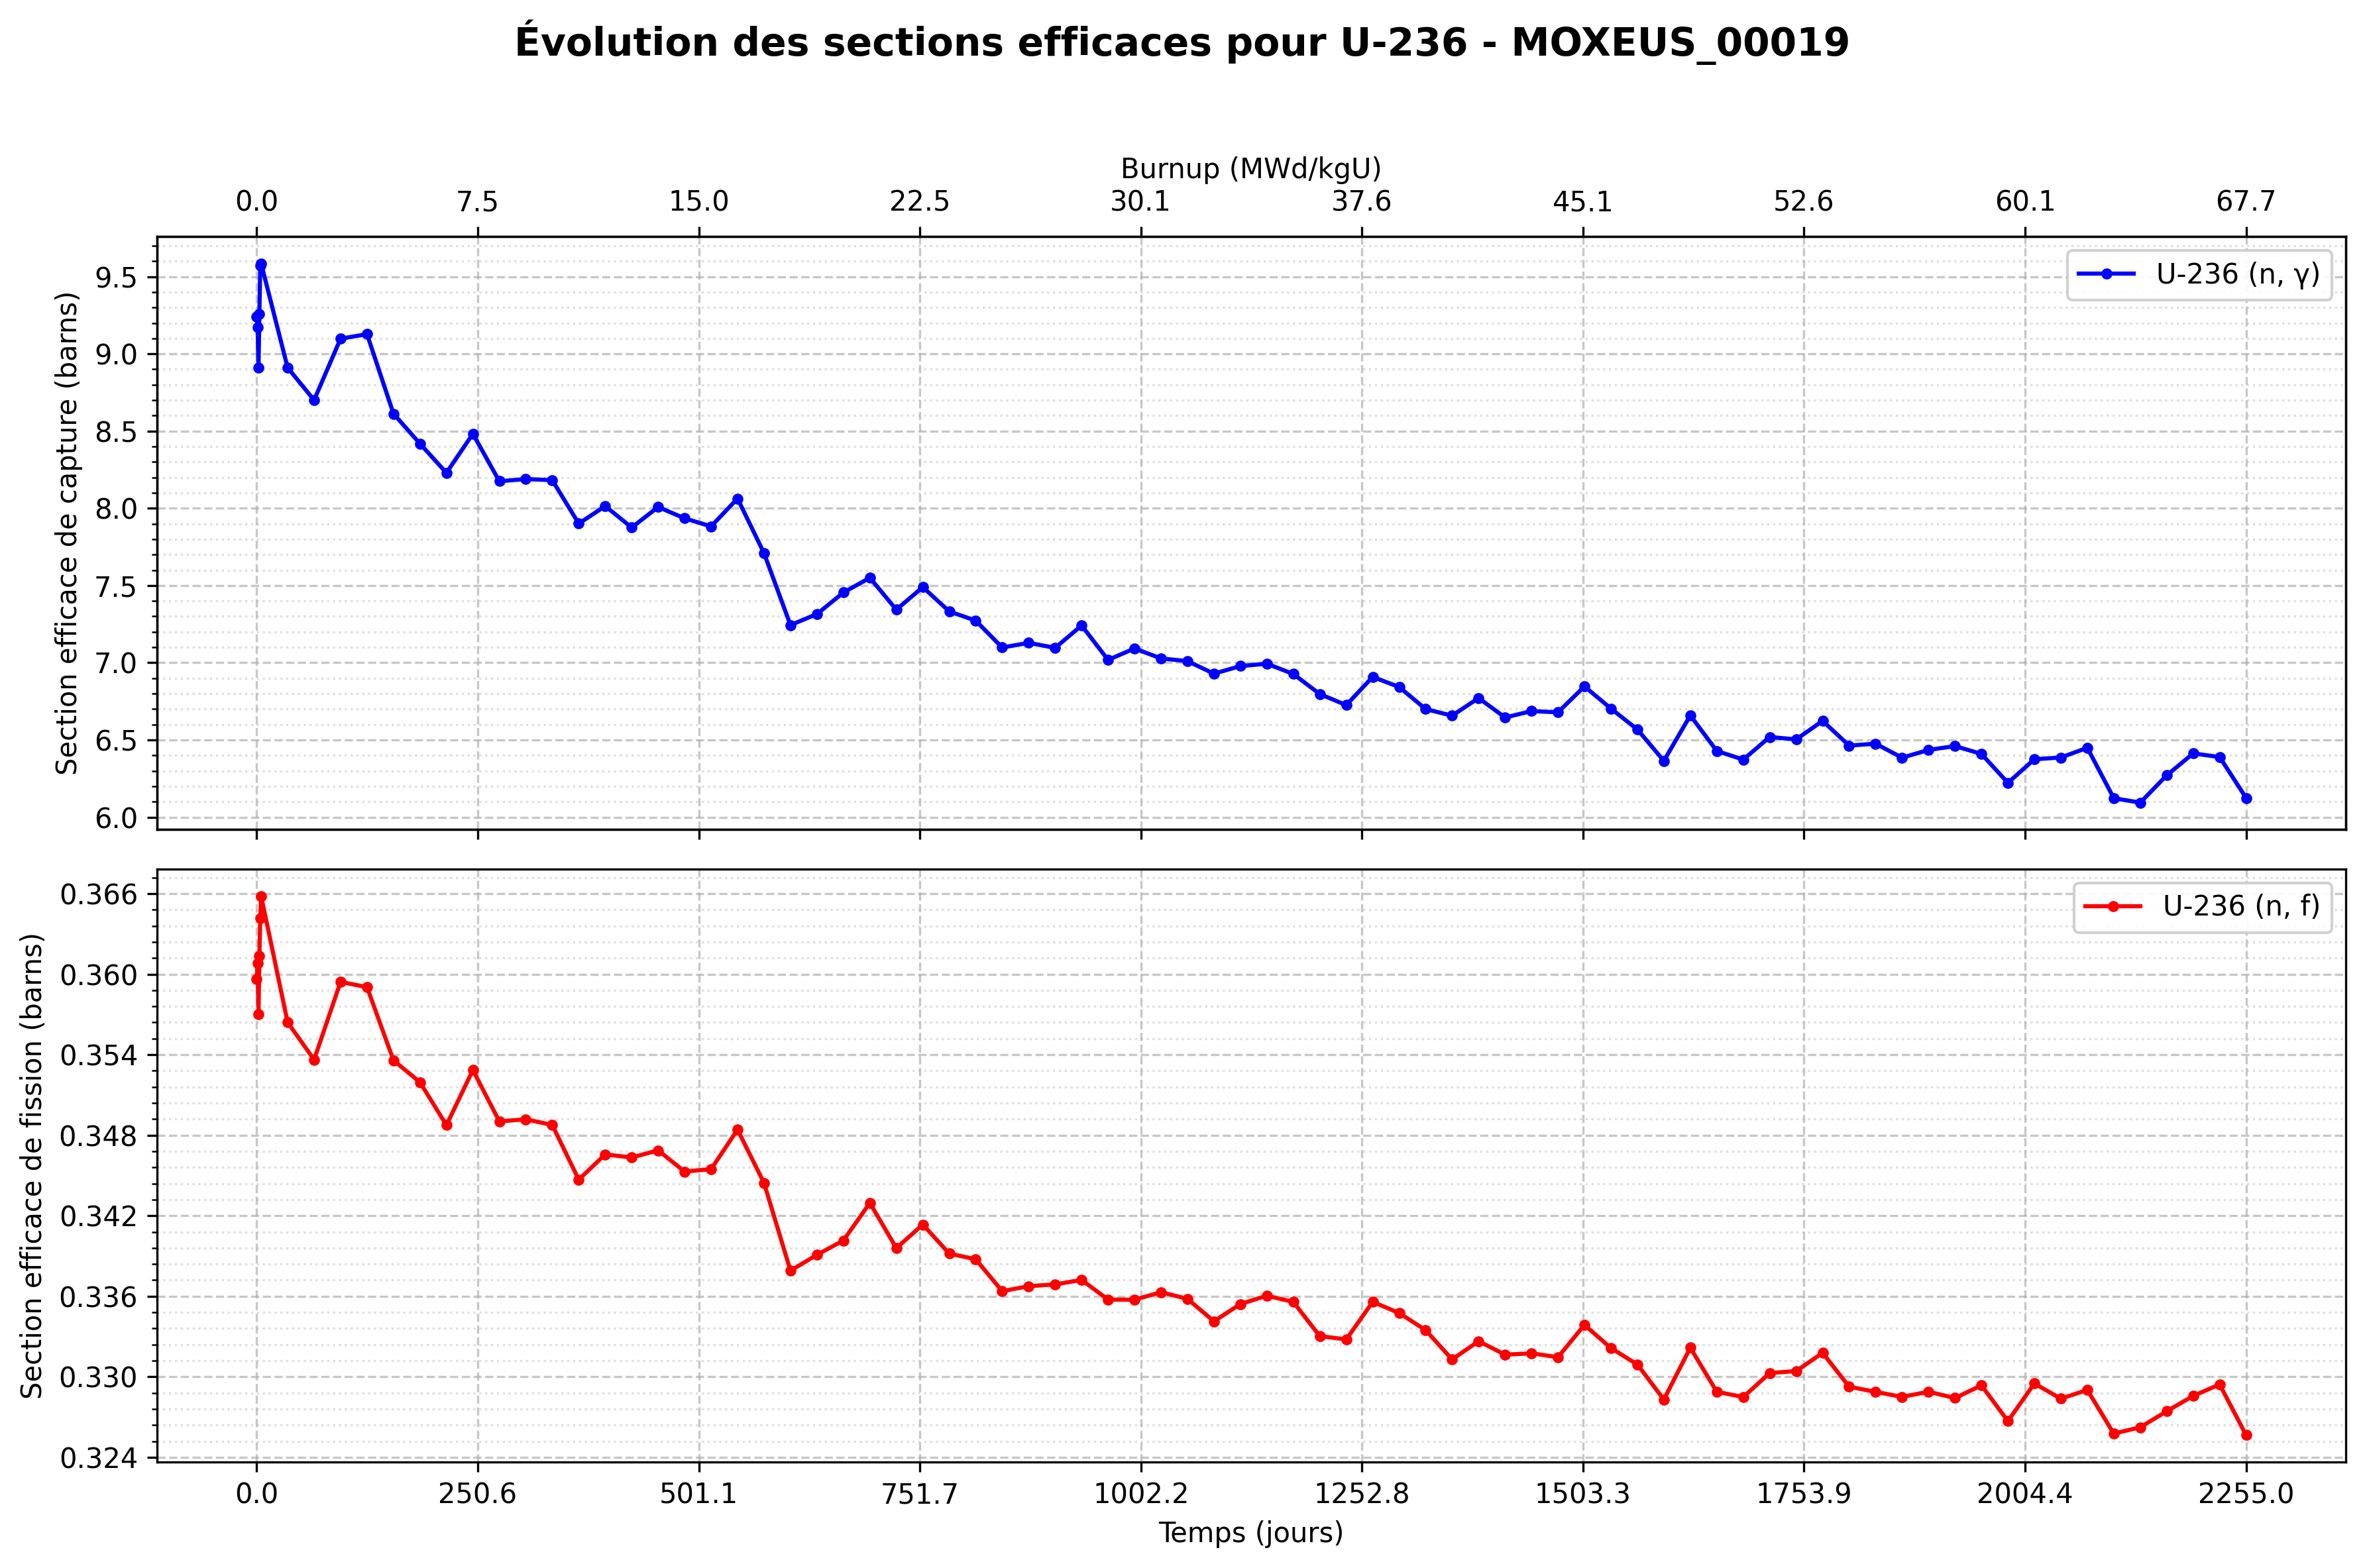 Évolution des sections efficaces pour U-236 - MOXEUS_00019
Burnup (MWd/kgU)
0.0 7.5 15.0 22.5 30.1 37.6 45.1 52.6 60.1 67.7
Section efficace de capture (barns)
9.5
9.0
8.5
8.0
7.5
7.0
6.5
6.0
U-236 (n, γ)
Section efficace de fission (barns)
0.366
0.360
0.354
0.348
0.342
0.336
0.330
0.324
U-236 (n, f)
0.0 250.6 501.1 751.7 1002.2 1252.8 1503.3 1753.9 2004.4 2255.0
Temps (jours)